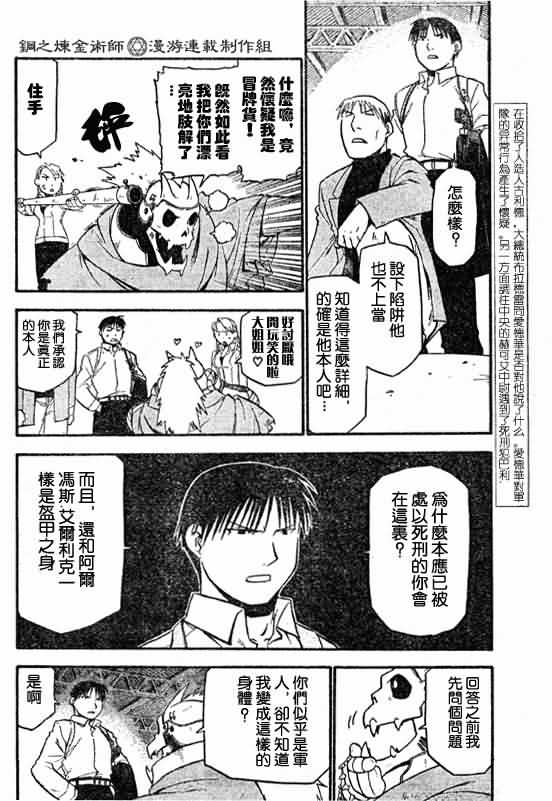 鋼之煉金術師 漫游連載制作組
在收拾了人造人古利德，大總統布拉德雷同愛德華是否對他說了什么。愛德華對軍
隊的异常行為產生了懷疑。另一方面裝在中央的赫可艾中尉遇到了死刑犯巴利.
怎麼樣？
設下陷阱他
也不上當
知道得這麼詳細，
的確是他本人吧…
什麼嘛，竟
然懷疑我是
冒牌貨！
既然如此看
我把你們漂
亮地肢解了
…
住手
砰
好討厭哦
開玩笑的啦
大姐姐♡
我們承認
你是真正
的本人
為什麼本應已被
處以死刑的你會
在這裏？
而且，還和阿爾
馮斯·艾爾利克一
樣是盔甲之身
回答之前我
先問個問題
你們似乎是軍
人，卻不知道
我變成這樣的
身體？
是啊